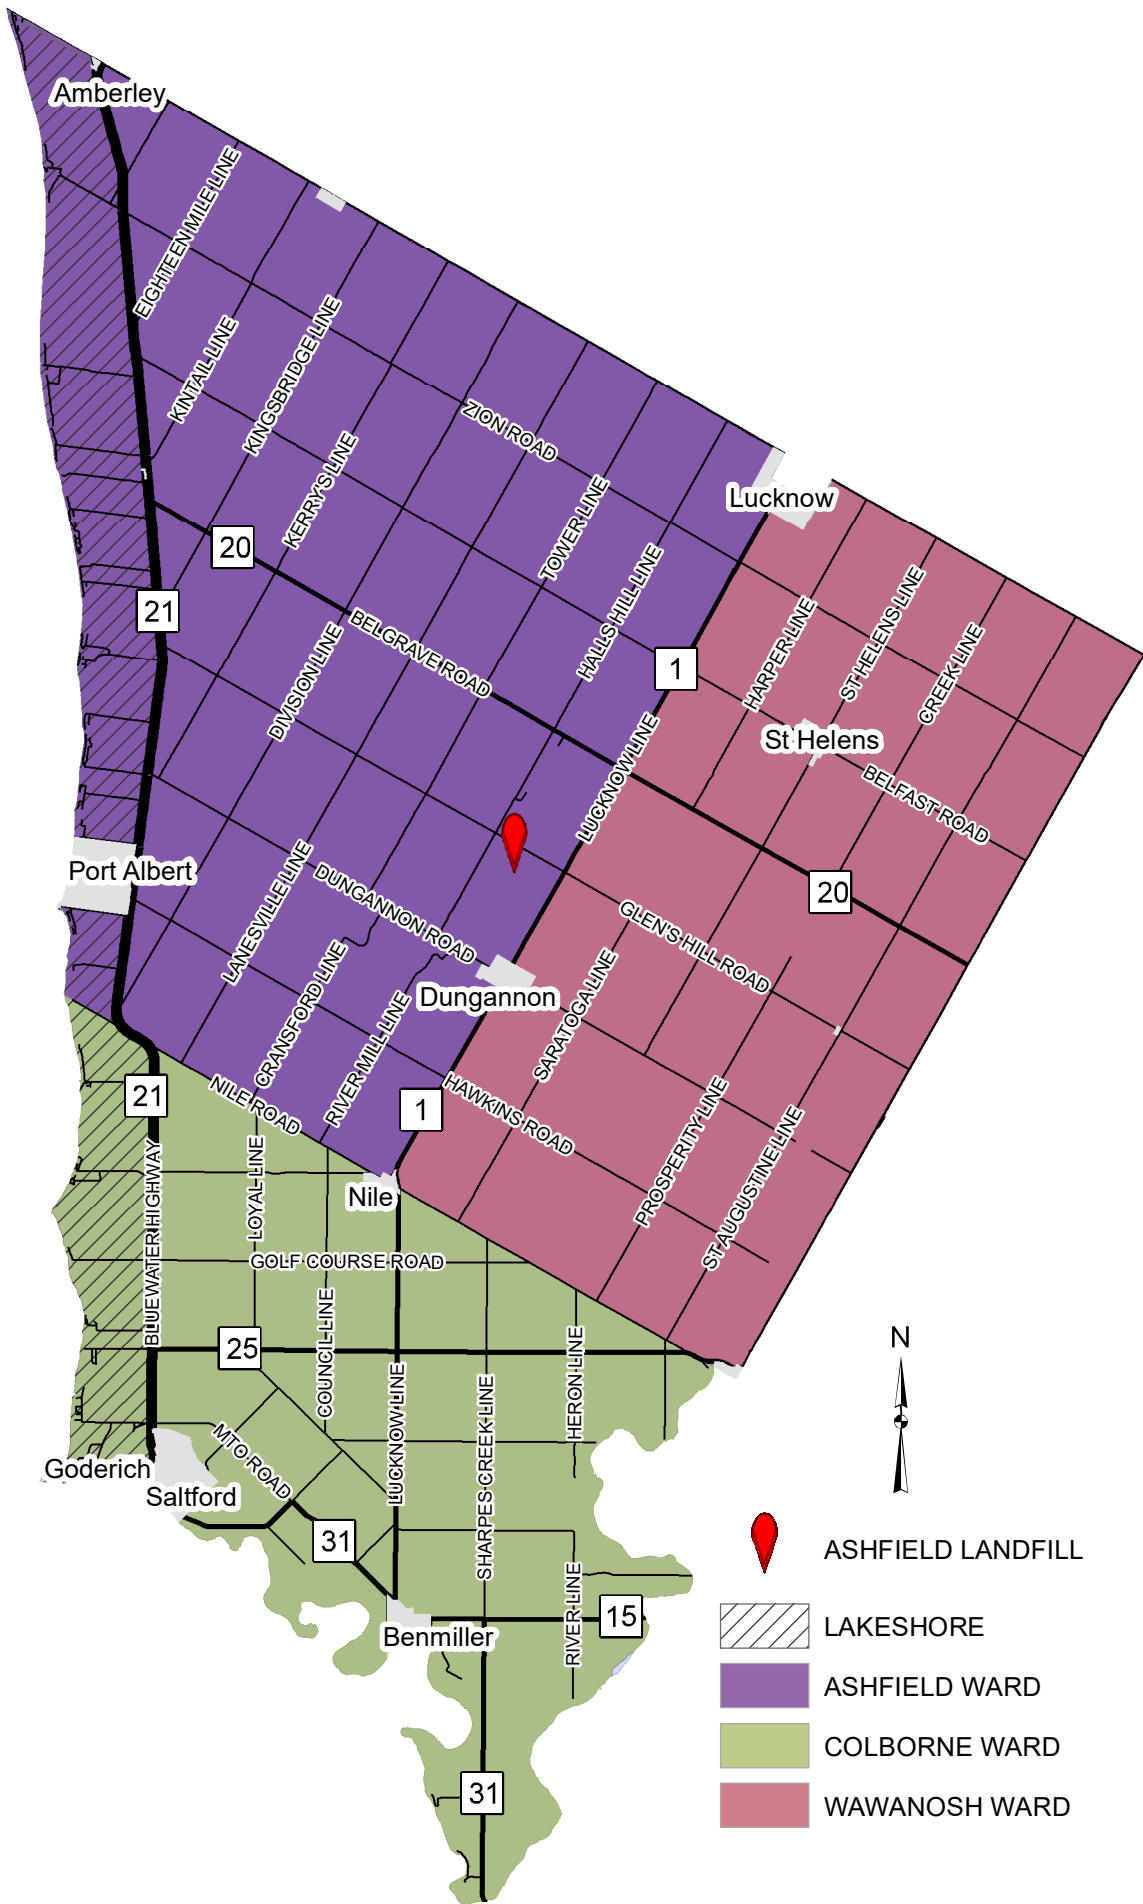 Amberley
EIGHTEEN MILE LINE
KINTAIL LINE
KINGSBRIDGE LINE
KERRY'S LINE
ZION ROAD
TOWER LINE
HALLS HILL LINE
Lucknow
20
21
BELGRAVE ROAD
DIVISION LINE
1
HARPER LINE
ST HELENS LINE
CREEK LINE
St Helens
BELFAST ROAD
LUCKNOW LINE
20
Port Albert
LANESVILLE LINE
DUNGANNON ROAD
GLEN'S HILL ROAD
Dungannon
SARATOGA LINE
CRANSFORD LINE
RIVER MILL LINE
NILE ROAD
21
1
HAWKINS ROAD
PROSPERITY LINE
ST AUGUSTINE LINE
Nile
BLUEWATER HIGHWAY
LOYAL LINE
GOLF COURSE ROAD
COUNCIL LINE
25
LUCKNOW LINE
SHARPES CREEK LINE
HERON LINE
N
MTO ROAD
Goderich
Saltford
31
ASHFIELD LANDFILL
RIVER LINE
15
Benmiller
LAKESHORE
ASHFIELD WARD
COLBORNE WARD
31
WAWANOSH WARD